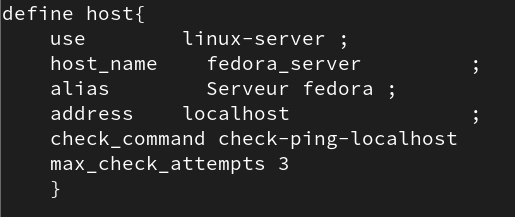 define host{
    use        linux-server ;
    host_name    fedora_server         ;
    alias        Serveur fedora ;
    address    localhost               ;
    check_command check-ping-localhost
    max_check_attempts 3
    }